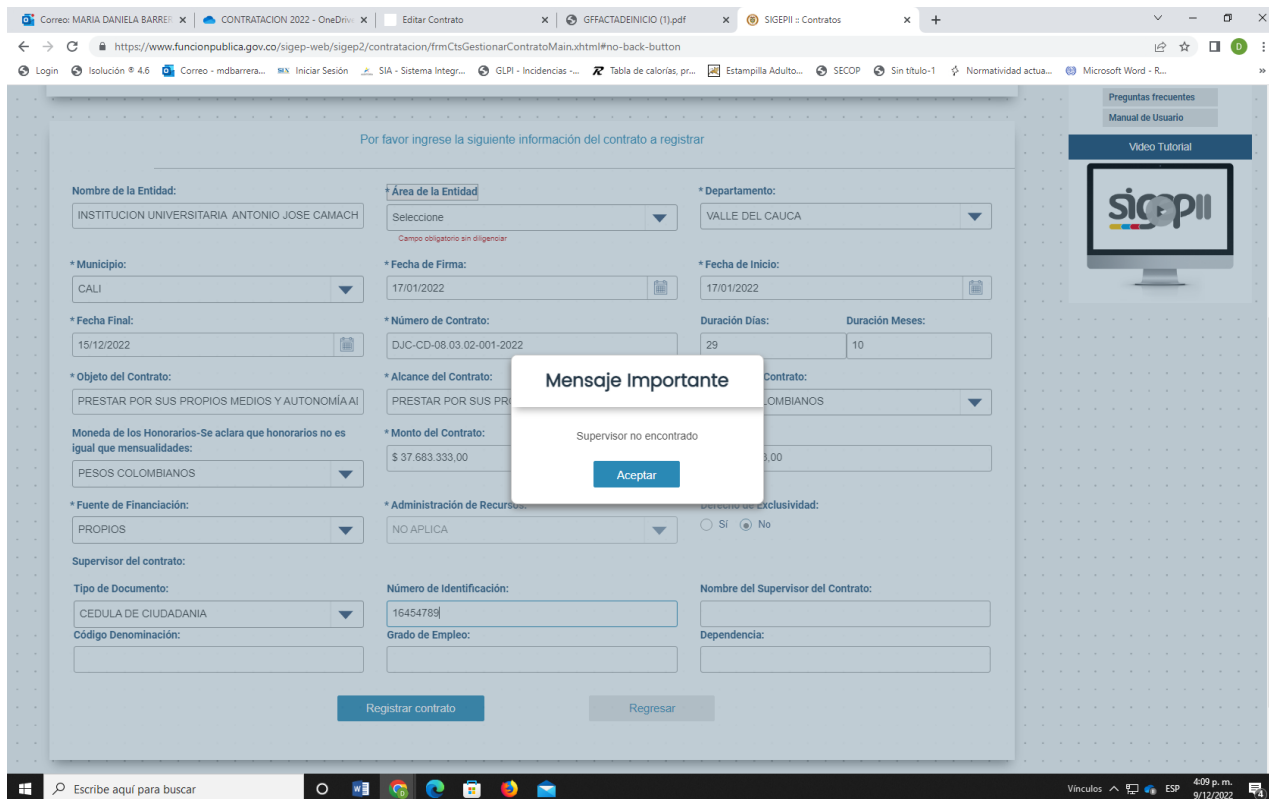 Correo: MARIA DANIELA BARRER
CONTRATACION 2022 - OneDrive
Editar Contrato
GFFACTADEINICIO (1).pdf
SIGEPII :: Contratos
https://www.funcionpublica.gov.co/sigep-web/sigep2/contratacion/frmCtsGestionarContratoMain.xhtml#no-back-button
D
Login
Isolución ® 4.6
Correo - mdbarrera...
Iniciar Sesión
SIA - Sistema Integr...
GLPI - Incidencias -...
Tabla de calorías, pr...
Estampilla Adulto...
SECOP
Sin título-1
Normatividad actua...
Microsoft Word - R...
»
Preguntas frecuentes
Manual de Usuario
Video Tutorial
sigepII
Por favor ingrese la siguiente información del contrato a registrar
Nombre de la Entidad:
* Área de la Entidad
* Departamento:
INSTITUCION UNIVERSITARIA ANTONIO JOSE CAMACH
Seleccione
VALLE DEL CAUCA
Campo obligatorio sin diligenciar
* Municipio:
* Fecha de Firma:
* Fecha de Inicio:
CALI
17/01/2022
17/01/2022
* Fecha Final:
* Número de Contrato:
Duración Días:
Duración Meses:
15/12/2022
DJC-CD-08.03.02-001-2022
29
10
* Objeto del Contrato:
* Alcance del Contrato:
Contrato:
PRESTAR POR SUS PROPIOS MEDIOS Y AUTONOMÍA AI
PRESTAR POR SUS PR
LOMBIANOS
Mensaje Importante
Supervisor no encontrado
Aceptar
Moneda de los Honorarios-Se aclara que honorarios no es
igual que mensualidades:
* Monto del Contrato:
PESOS COLOMBIANOS
$ 37.683.333,00
3,00
* Fuente de Financiación:
* Administración de Recursos:
Derecho de Exclusividad:
PROPIOS
NO APLICA
Sí
No
Supervisor del contrato:
Tipo de Documento:
Número de Identificación:
Nombre del Supervisor del Contrato:
CEDULA DE CIUDADANIA
16454789
Código Denominación:
Grado de Empleo:
Dependencia:
Registrar contrato
Regresar
Escribe aquí para buscar
Vínculos
ESP
4:09 p. m.
9/12/2022
4